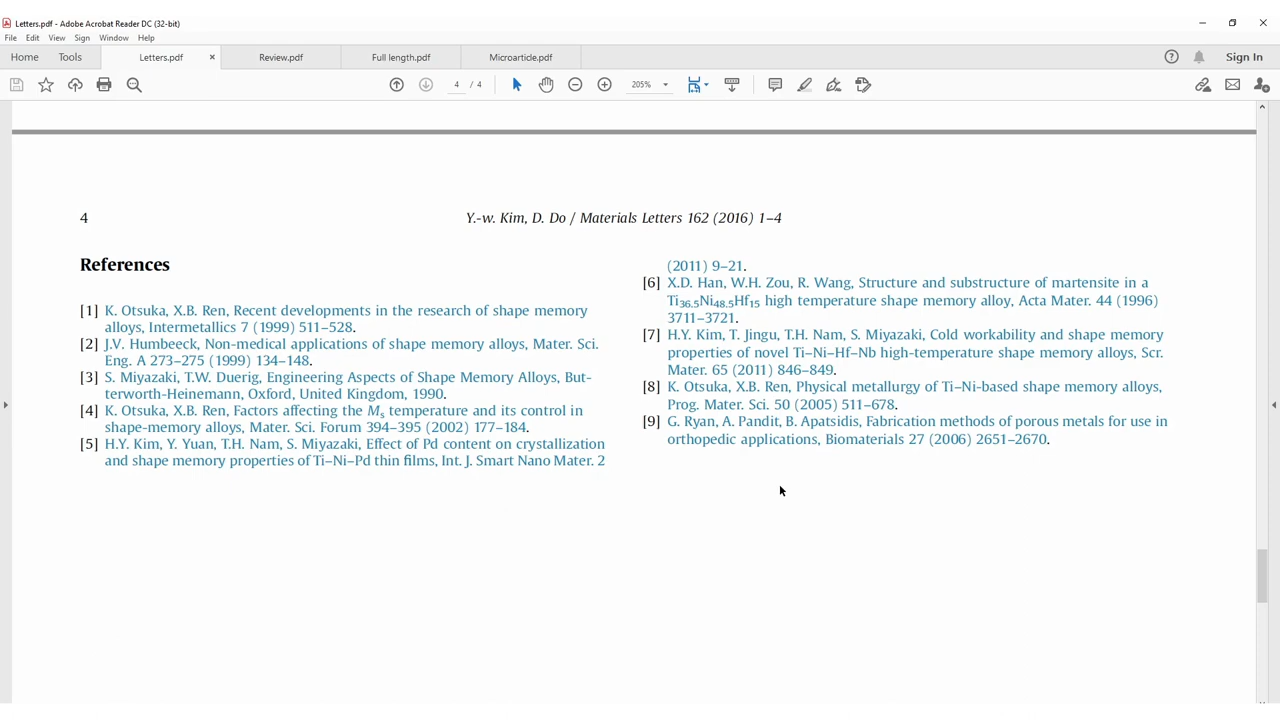 Letters.pdf - Adobe Acrobat Reader DC (32-bit)
File Edit View Sign Window Help
Home Tools Letters.pdf × Review.pdf Full length.pdf Microarticle.pdf Sign In
4 / 4 205%
4 Y.-w. Kim, D. Do / Materials Letters 162 (2016) 1–4
References
[1] K. Otsuka, X.B. Ren, Recent developments in the research of shape memory
alloys, Intermetallics 7 (1999) 511–528.
[2] J.V. Humbeeck, Non-medical applications of shape memory alloys, Mater. Sci.
Eng. A 273–275 (1999) 134–148.
[3] S. Miyazaki, T.W. Duerig, Engineering Aspects of Shape Memory Alloys, But-
terworth-Heinemann, Oxford, United Kingdom, 1990.
[4] K. Otsuka, X.B. Ren, Factors affecting the Ms temperature and its control in
shape-memory alloys, Mater. Sci. Forum 394–395 (2002) 177–184.
[5] H.Y. Kim, Y. Yuan, T.H. Nam, S. Miyazaki, Effect of Pd content on crystallization
and shape memory properties of Ti–Ni–Pd thin films, Int. J. Smart Nano Mater. 2
(2011) 9–21.
[6] X.D. Han, W.H. Zou, R. Wang, Structure and substructure of martensite in a
Ti36.5Ni48.5Hf15 high temperature shape memory alloy, Acta Mater. 44 (1996)
3711–3721.
[7] H.Y. Kim, T. Jingu, T.H. Nam, S. Miyazaki, Cold workability and shape memory
properties of novel Ti–Ni–Hf–Nb high-temperature shape memory alloys, Scr.
Mater. 65 (2011) 846–849.
[8] K. Otsuka, X.B. Ren, Physical metallurgy of Ti–Ni-based shape memory alloys,
Prog. Mater. Sci. 50 (2005) 511–678.
[9] G. Ryan, A. Pandit, B. Apatsidis, Fabrication methods of porous metals for use in
orthopedic applications, Biomaterials 27 (2006) 2651–2670.